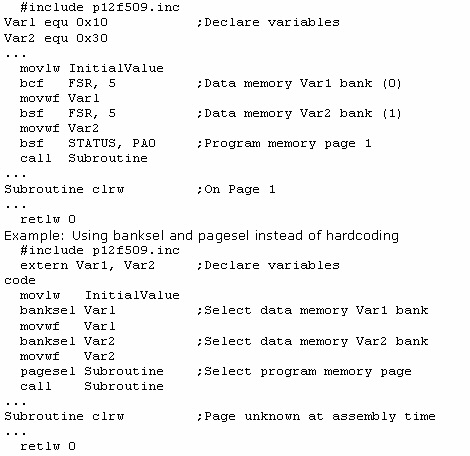 #include p12f509.inc
Var1 equ 0x10 ;Declare variables
Var2 equ 0x30
...
movlw InitialValue
bcf FSR, 5 ;Data memory Var1 bank (0)
movwf Var1
bsf FSR, 5 ;Data memory Var2 bank (1)
movwf Var2
bsf STATUS, PA0 ;Program memory page 1
call Subroutine
...
Subroutine clrw ;On Page 1
...
retlw 0
Example: Using banksel and pagesel instead of hardcoding
#include p12f509.inc
extern Var1, Var2 ;Declare variables
code
movlw InitialValue
banksel Var1 ;Select data memory Var1 bank
movwf Var1
banksel Var2 ;Select data memory Var2 bank
movwf Var2
pagesel Subroutine ;Select program memory page
call Subroutine
...
Subroutine clrw ;Page unknown at assembly time
...
retlw 0